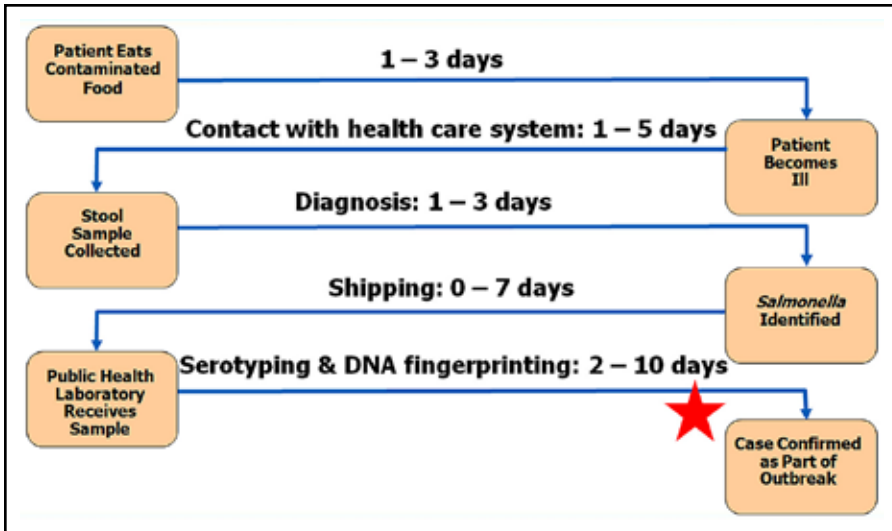 Patient Eats
Contaminated
Food
1 – 3 days
Patient
Becomes
Ill
Contact with health care system: 1 – 5 days
Stool
Sample
Collected
Diagnosis: 1 – 3 days
Salmonella
Identified
Shipping: 0 – 7 days
Public Health
Laboratory
Receives
Sample
Serotyping & DNA fingerprinting: 2 – 10 days
Case Confirmed
as Part of
Outbreak